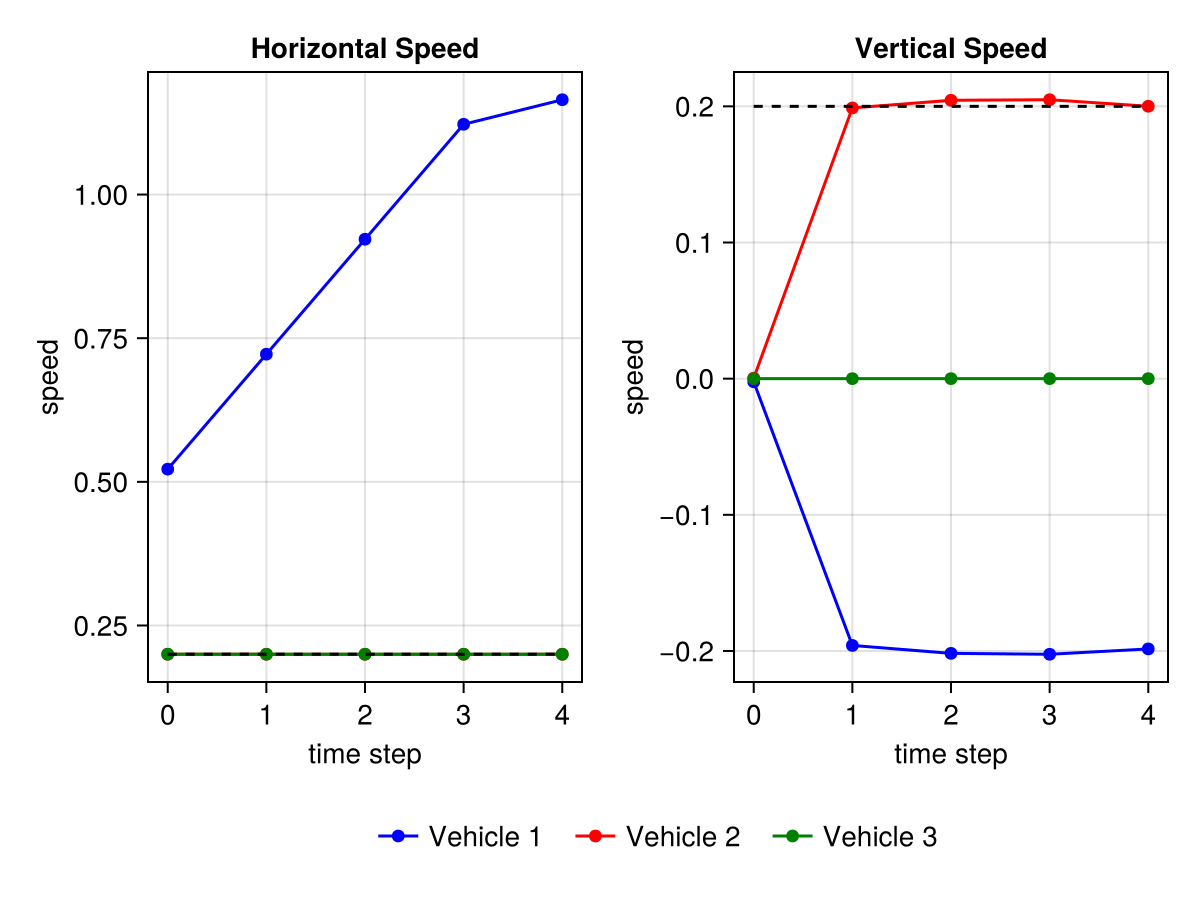 Horizontal Speed
speed
1.00
0.75
0.50
0.25
0 1 2 3 4
time step
Vertical Speed
speed
0.2
0.1
0.0
−0.1
−0.2
0 1 2 3 4
time step
Vehicle 1 Vehicle 2 Vehicle 3